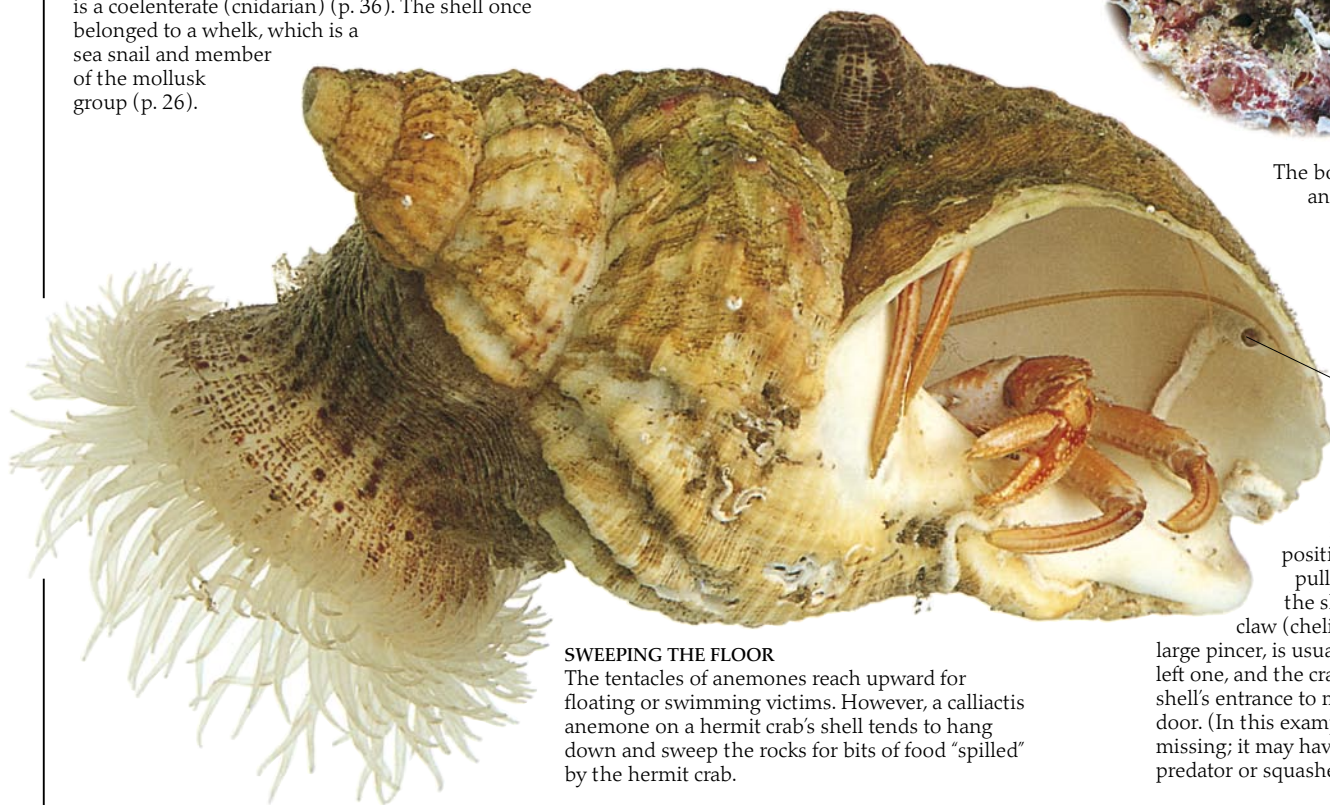 is a coelenterate (cnidarian) (p. 36). The shell once
belonged to a whelk, which is a
sea snail and member
of the mollusk
group (p. 26).
The
an
SWEEPING THE FLOOR
The tentacles of anemones reach upward for
floating or swimming victims. However, a calliactis
anemone on a hermit crab’s shell tends to hang
down and sweep the rocks for bits of food “spilled”
by the hermit crab.
pull
the
claw
large pincer, is
left one, and the
shell’s entrance to
door. (In this
missing; it may
predator or